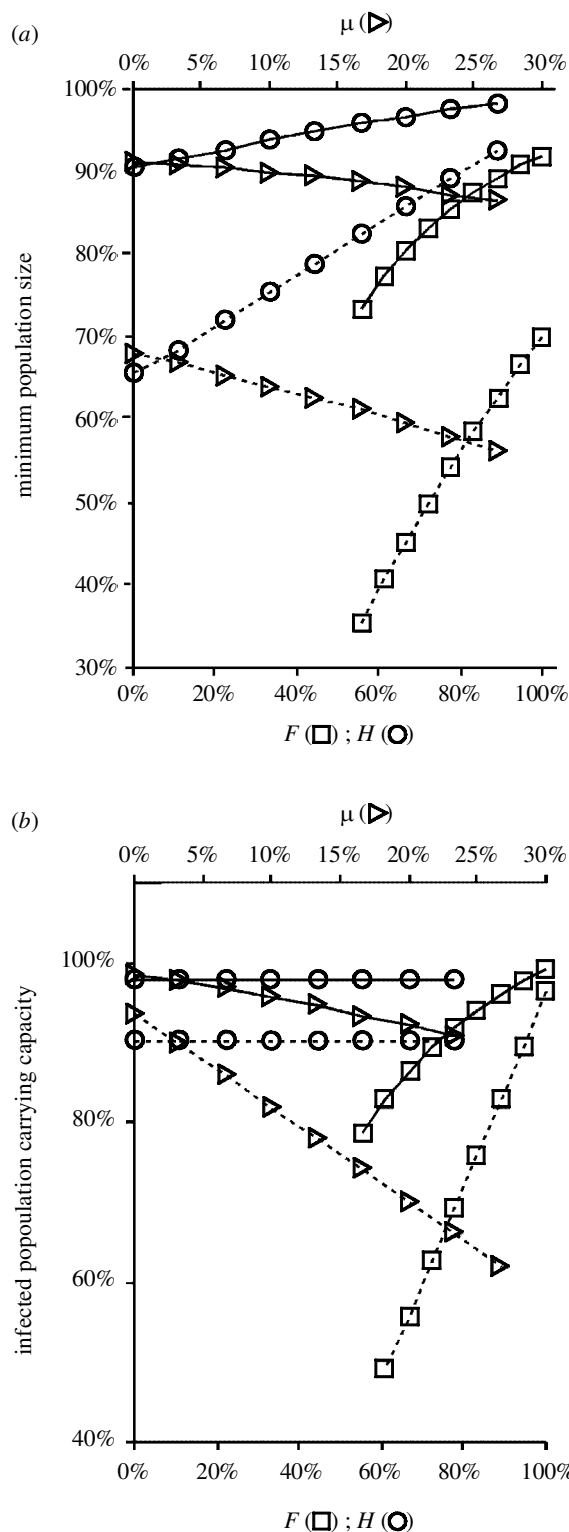 (a)
μ (▷)
0% 5% 10% 15% 20% 25% 30%
100%
90%
80%
70%
60%
50%
40%
30%
minimum population size
0% 20% 40% 60% 80% 100%
F (□) ; H (○)
(b)
μ (▷)
0% 5% 10% 15% 20% 25% 30%
100%
80%
60%
40%
infected popoulation carrying capacity
0% 20% 40% 60% 80% 100%
F (□) ; H (○)